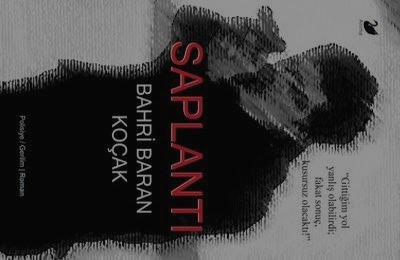 SAPLANTI
BAHRİ BARAN
KOÇAK
"Gittiğim yol
yanlış olabilirdi;
fakat sonuç,
kusursuz olacaktı!"
Polisiye / Gerilim | Roman